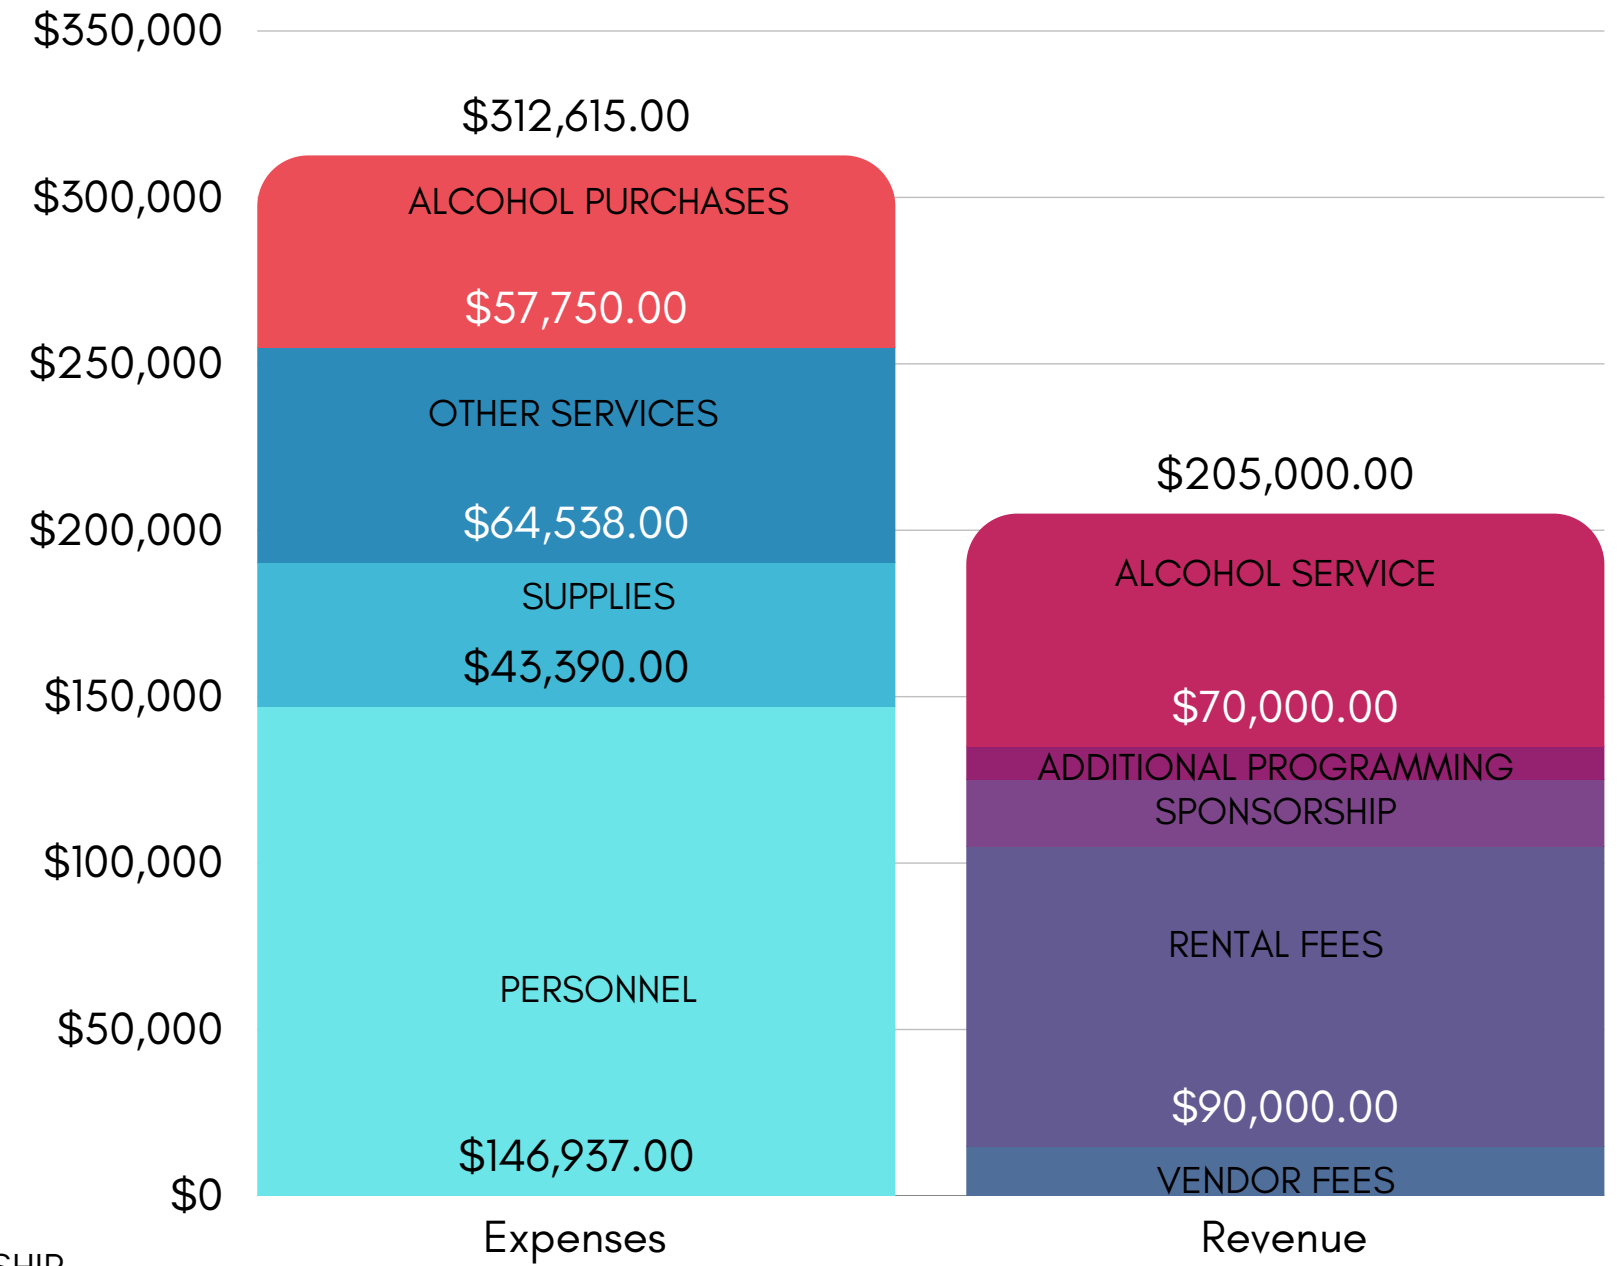 $350,000
$312,615.00
$300,000
ALCOHOL PURCHASES
$57,750.00
$250,000
OTHER SERVICES
$64,538.00
$205,000.00
$200,000
ALCOHOL SERVICE
SUPPLIES
$43,390.00
$150,000
$70,000.00
ADDITIONAL PROGRAMMING
SPONSORSHIP
$100,000
RENTAL FEES
PERSONNEL
$50,000
$90,000.00
$146,937.00
VENDOR FEES
$0
Expenses
Revenue